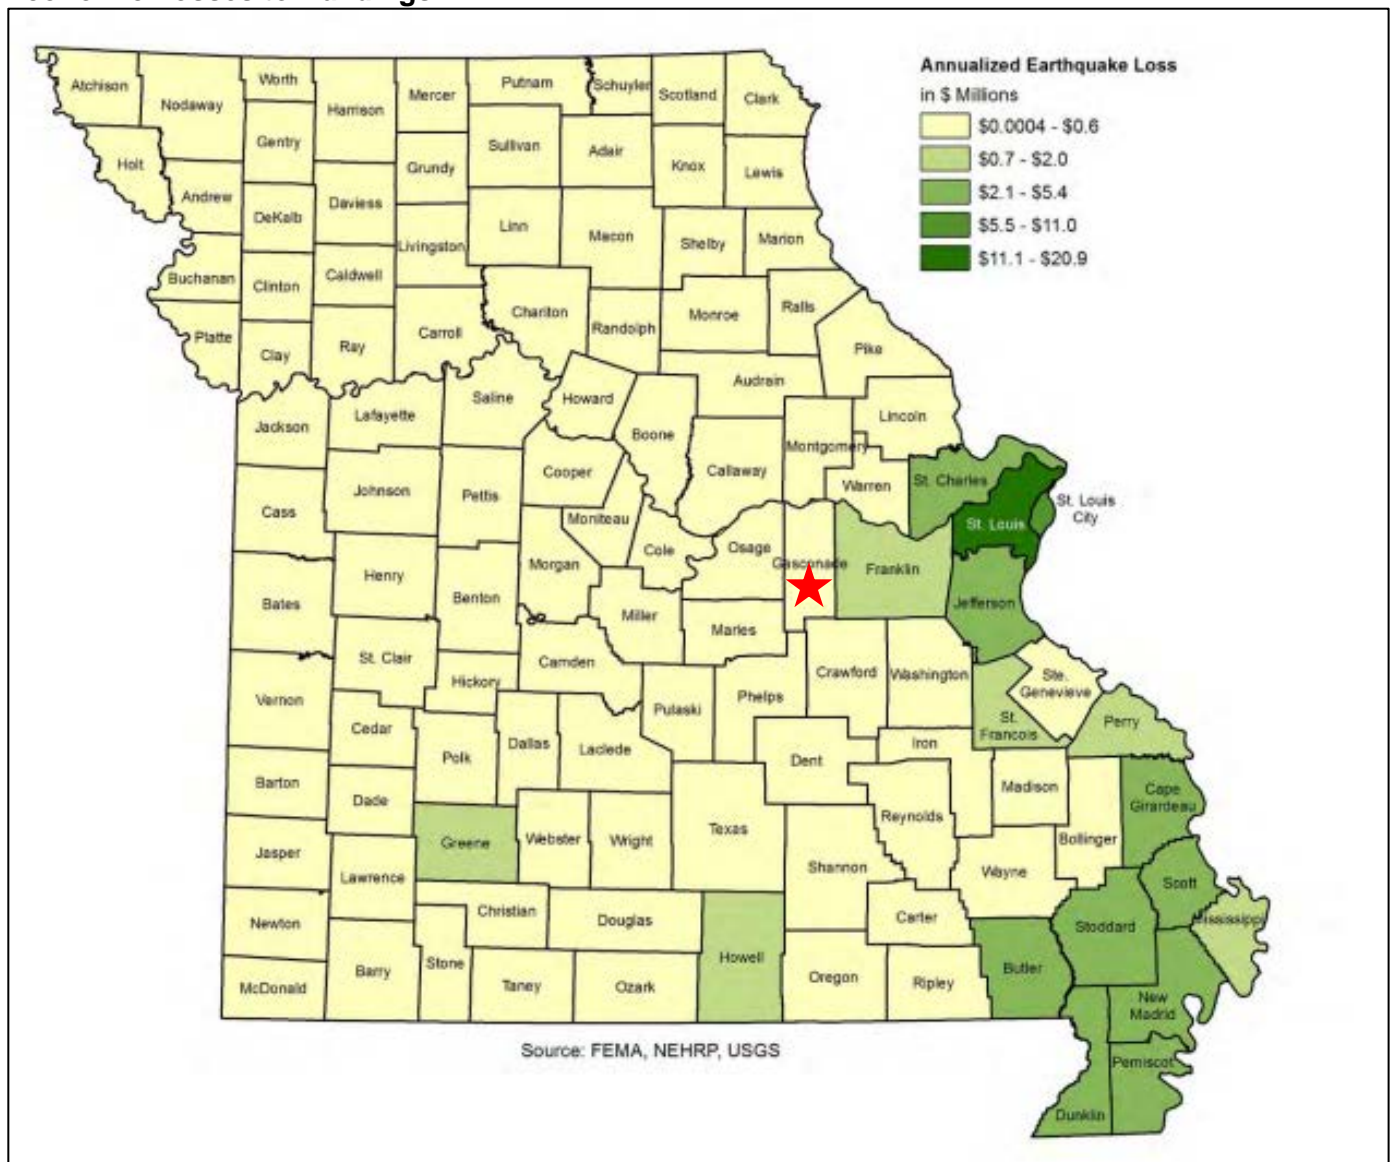 Annualized Earthquake Loss
in $ Millions
$0.0004 - $0.6
$0.7 - $2.0
$2.1 - $5.4
$5.5 - $11.0
$11.1 - $20.9
Atchison
Nodaway
Worth
Harrison
Mercer
Putnam
Schuyler
Scotland
Clark
Holt
Gentry
Grundy
Sullivan
Adair
Knox
Lewis
Andrew
DeKalb
Daviess
Livingston
Linn
Macon
Shelby
Marion
Buchanan
Clinton
Caldwell
Chariton
Randolph
Monroe
Ralls
Platte
Clay
Ray
Carroll
Pike
Audrain
Jackson
Lafayette
Saline
Howard
Boone
Callaway
Montgomery
Lincoln
Warren
St. Charles
St. Louis
St. Louis
City
Cass
Johnson
Pettis
Cooper
Moniteau
Cole
Osage
Gasconade
Franklin
Jefferson
Bates
Henry
Benton
Morgan
Miller
Maries
Vernon
St. Clair
Hickory
Camden
Pulaski
Phelps
Crawford
Washington
Ste.
Genevieve
St.
Francois
Perry
Cedar
Polk
Dallas
Laclede
Dent
Iron
Madison
Cape
Girardeau
Barton
Dade
Greene
Webster
Wright
Texas
Reynolds
Bollinger
Jasper
Lawrence
Shannon
Wayne
Scott
Mississippi
Newton
Christian
Douglas
Howell
Carter
Butler
Stoddard
McDonald
Barry
Stone
Taney
Ozark
Oregon
Ripley
New
Madrid
Pemiscot
Dunklin
Source: FEMA, NEHRP, USGS